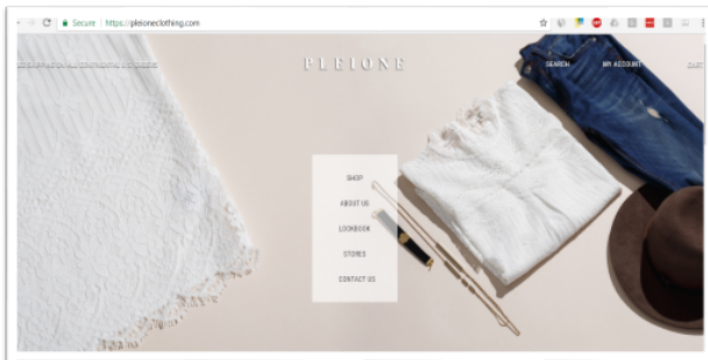 Secure https://pleioneclothing.com
PLEIONE
SEARCH MY ACCOUNT CART
SHOP
ABOUT US
LOOKBOOK
STORES
CONTACT US